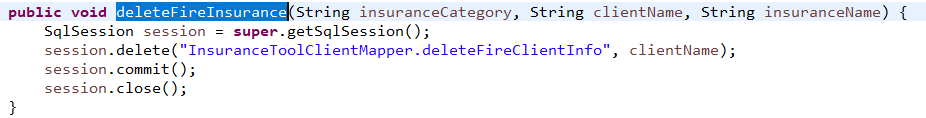 public void deleteFireInsurance(String insuranceCategory, String clientName, String insuranceName) {
    SqlSession session = super.getSqlSession();
    session.delete("InsuranceToolClientMapper.deleteFireClientInfo", clientName);
    session.commit();
    session.close();
}